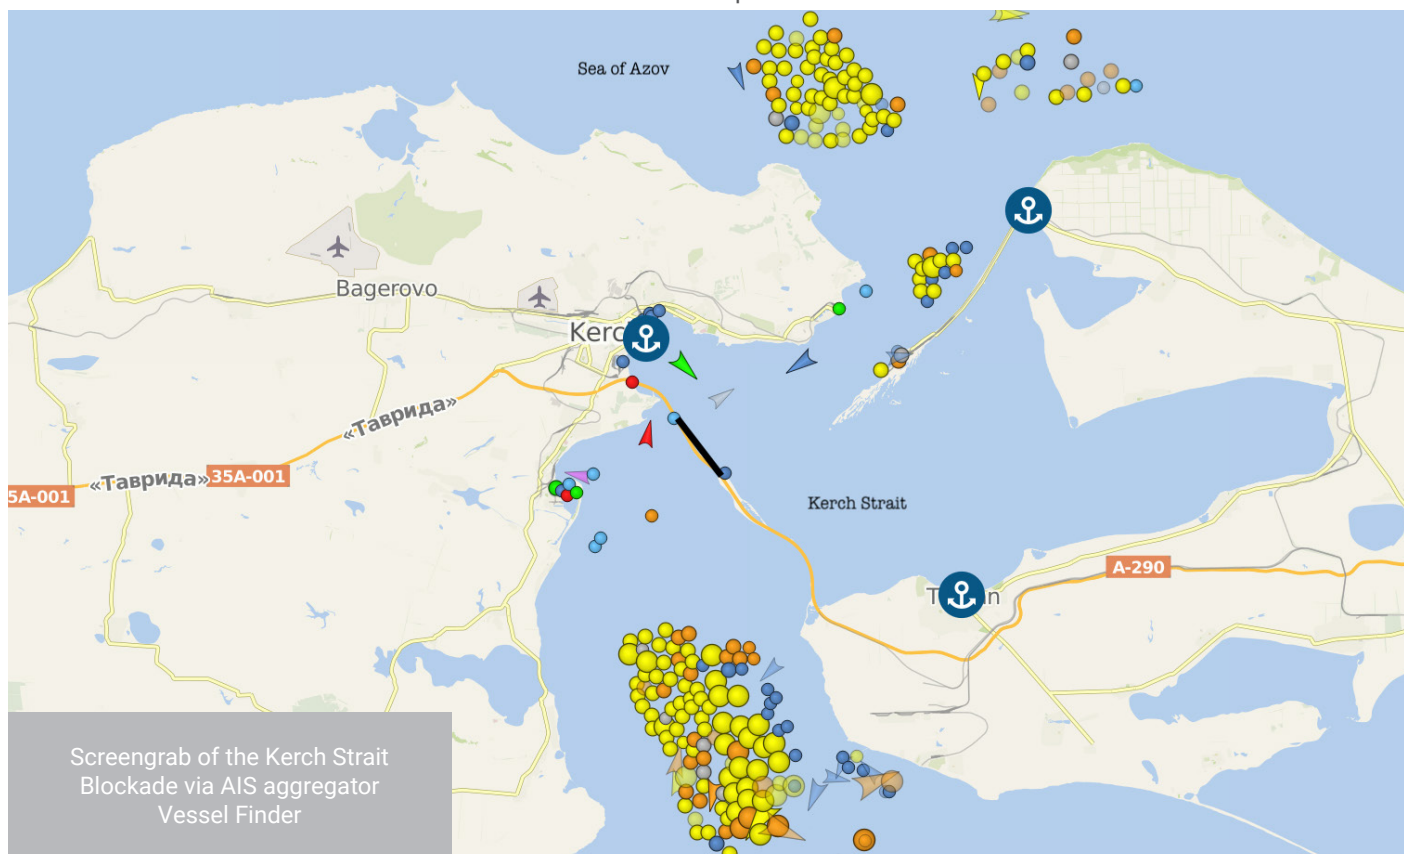 Sea of Azov
Bagerovo
Kerc
«Таврида»
«Таврида»
35A-001
5A-001
Kerch Strait
A-290
T
n
Screengrab of the Kerch Strait
Blockade via AIS aggregator
Vessel Finder